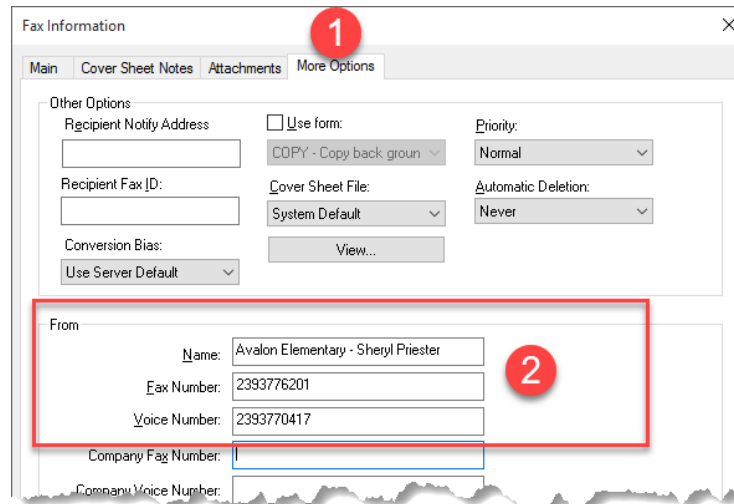 Fax Information
1
Main Cover Sheet Notes Attachments More Options
Other Options
Recipient Notify Address
Use form:
Priority:
COPY - Copy back groun
Normal
Recipient Fax ID:
Cover Sheet File:
Automatic Deletion:
System Default
Never
Conversion Bias:
View...
Use Server Default
From
Name: Avalon Elementary - Sheryl Priester
2
Fax Number: 2393776201
Voice Number: 2393770417
Company Fax Number:
Company Voice Number: